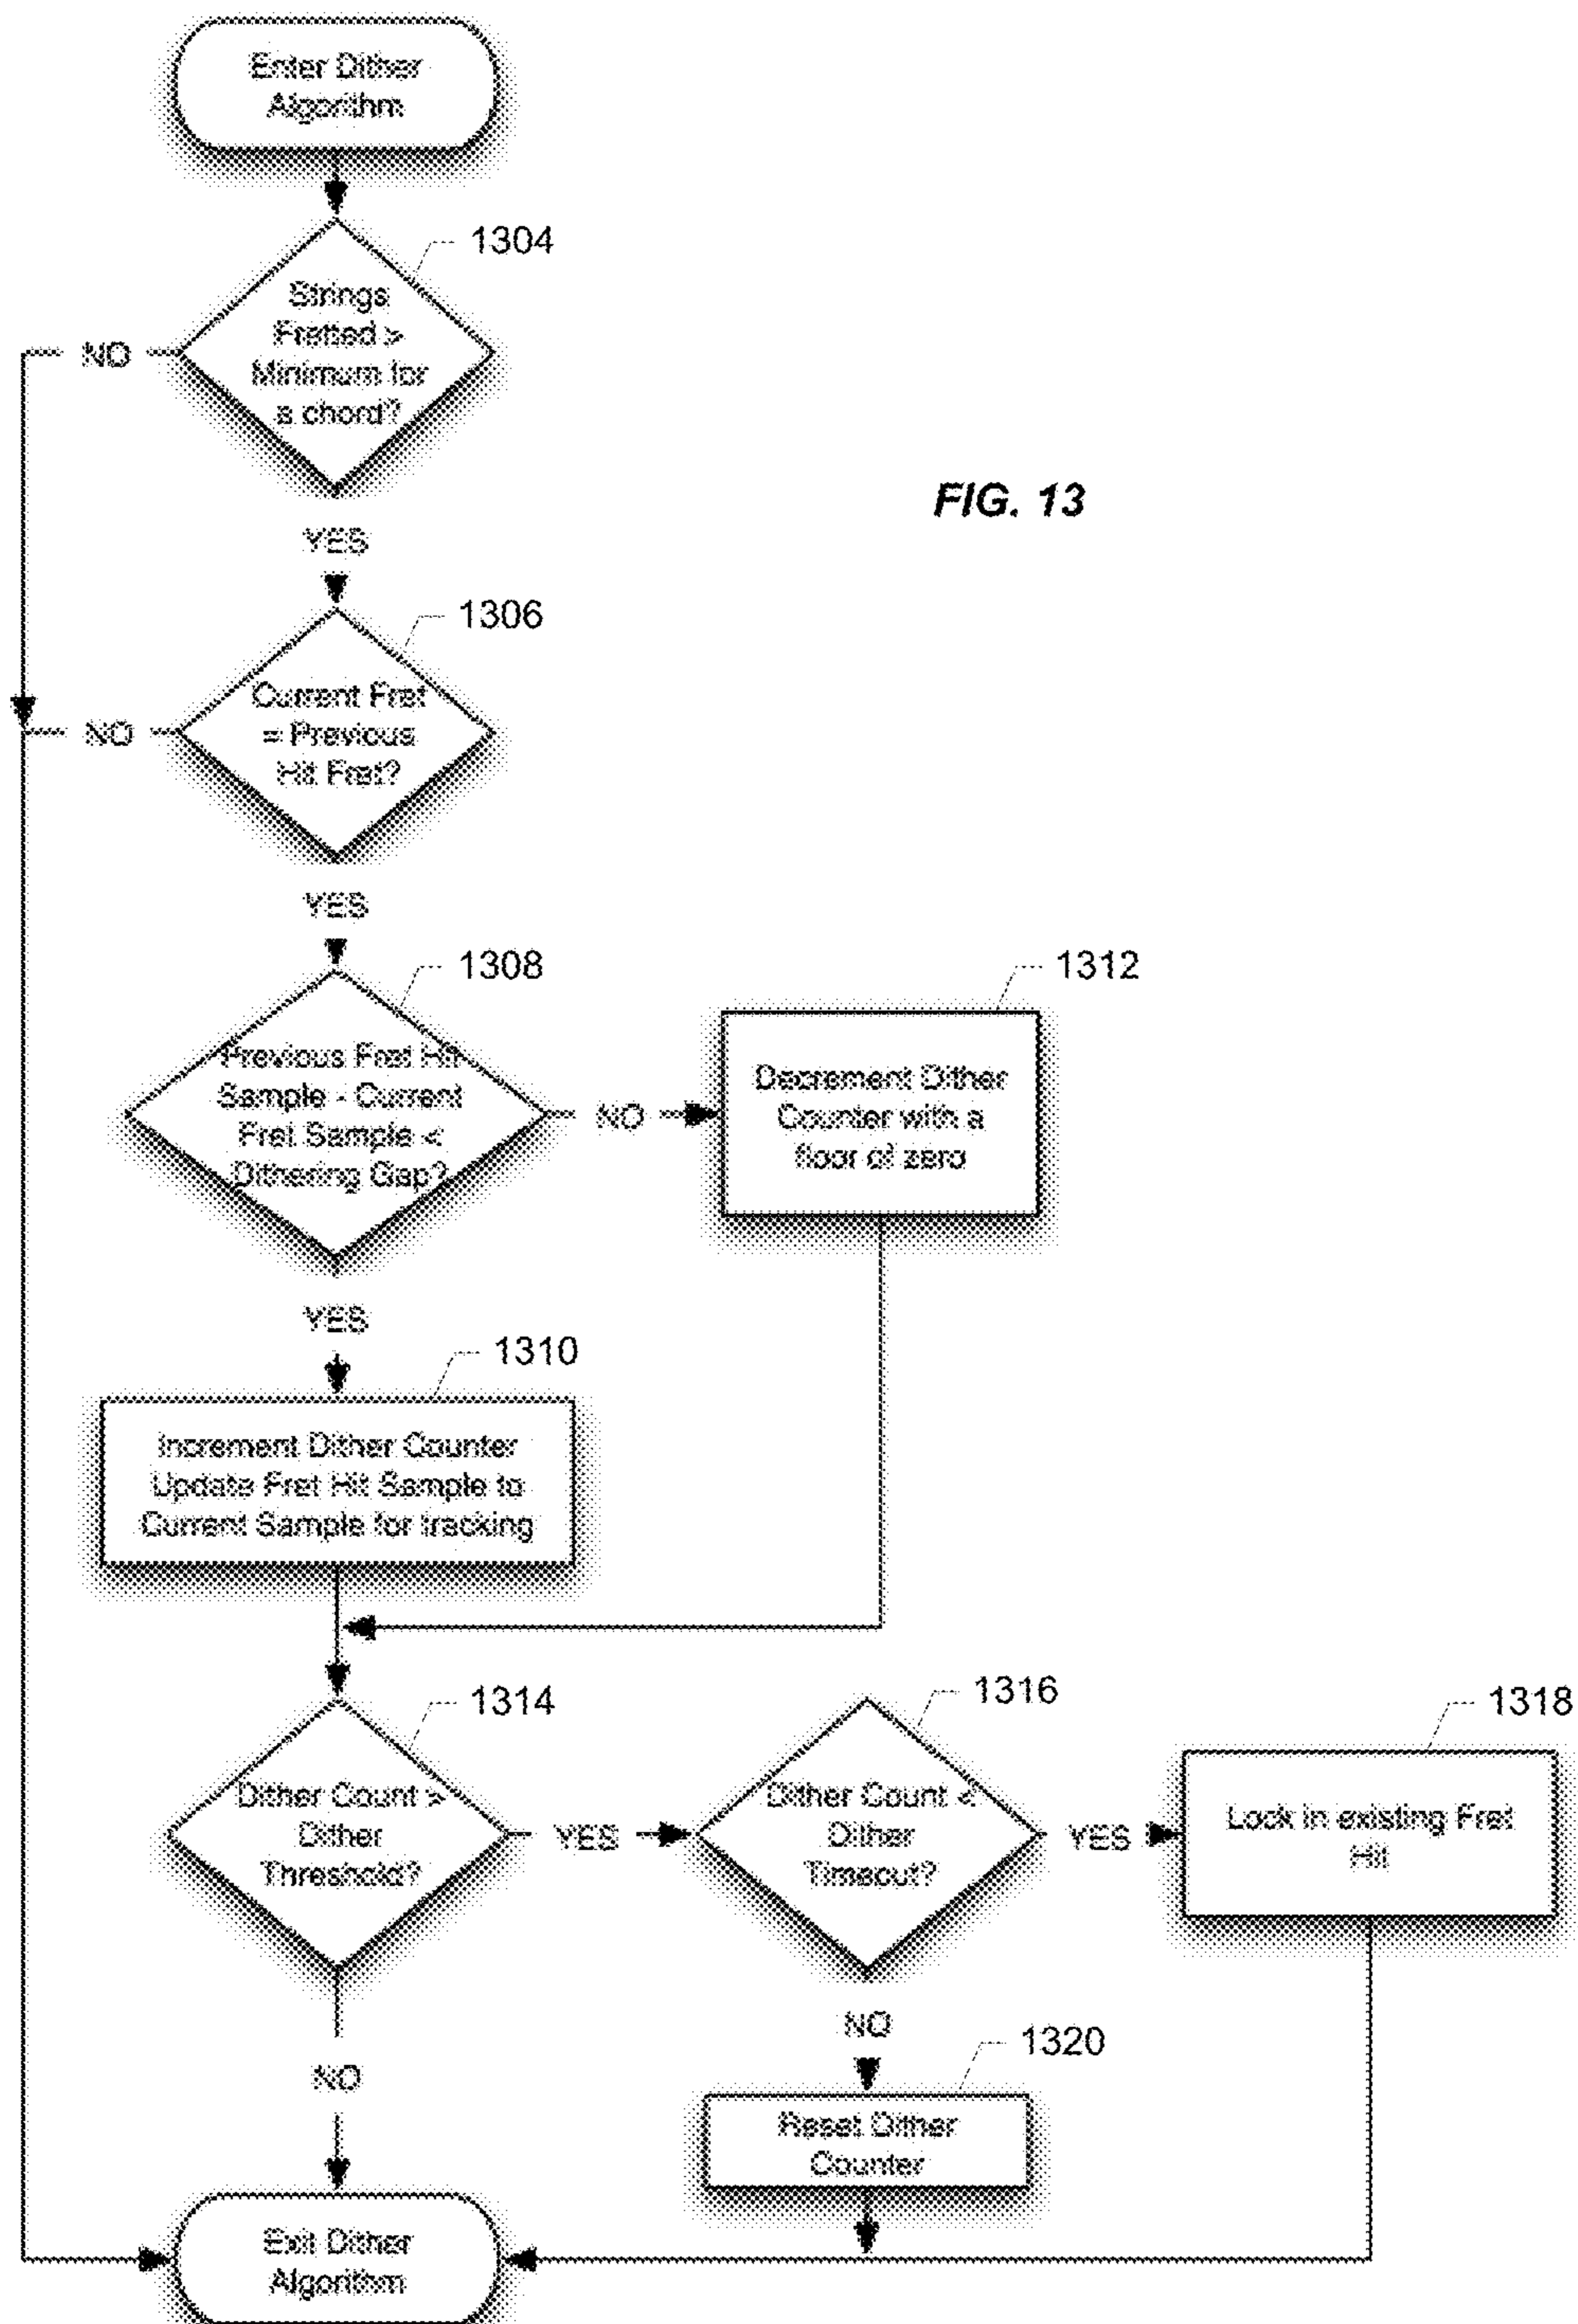 Enter Dither
Algorithm
1304
Strings
Fretted >
Minimum for
a chord?
NO
YES
FIG. 13
1306
Current Fret
= Previous
Hit Fret?
NO
YES
1308
Previous Fret Hit
Sample - Current
Fret Sample <
Dithering Gap?
NO
1312
Decrement Dither
Counter with a
floor of zero
YES
1310
Increment Dither Counter
Update Fret Hit Sample to
Current Sample for tracking
1314
Dither Count >
Dither
Threshold?
YES
1316
Dither Count <
Dither
Timeout?
YES
1318
Lock in existing Fret
Hit
NO
NO
1320
Reset Dither
Counter
Exit Dither
Algorithm